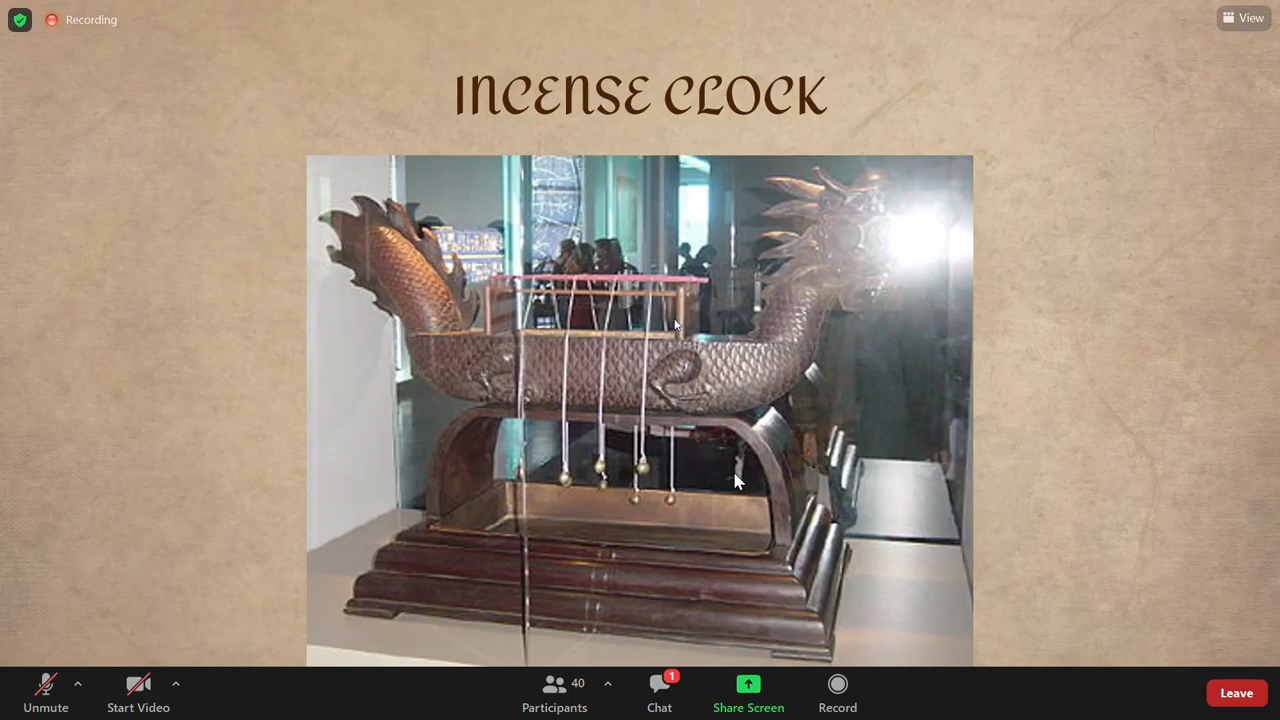 Recording
View
INCENSE CLOCK
Unmute
Start Video
40
Participants
1
Chat
Share Screen
Record
Leave